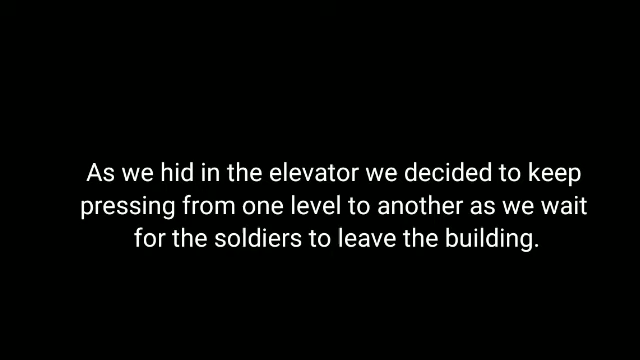 As we hid in the elevator we decided to keep
pressing from one level to another as we wait
for the soldiers to leave the building.